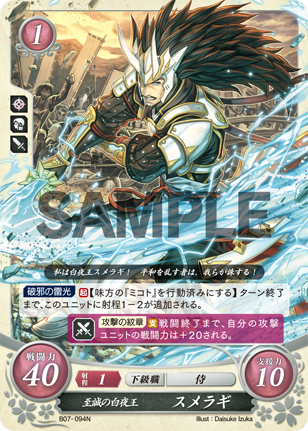 1
SAMPLE
私は白夜王スメラギ! 平和を乱す者は、我らが誅する!
破邪の雷光 起【味方の『ミコト』を行動済みにする】ターン終了
まで、このユニットに射程1-2が追加される。
攻撃の紋章 支 戦闘終了まで、自分の攻撃
ユニットの戦闘力は+20される。
戦闘力 40
射程 1 下級職 侍
支援力 10
至誠の白夜王 スメラギ
B07-094N Illust : Daisuke Izuka